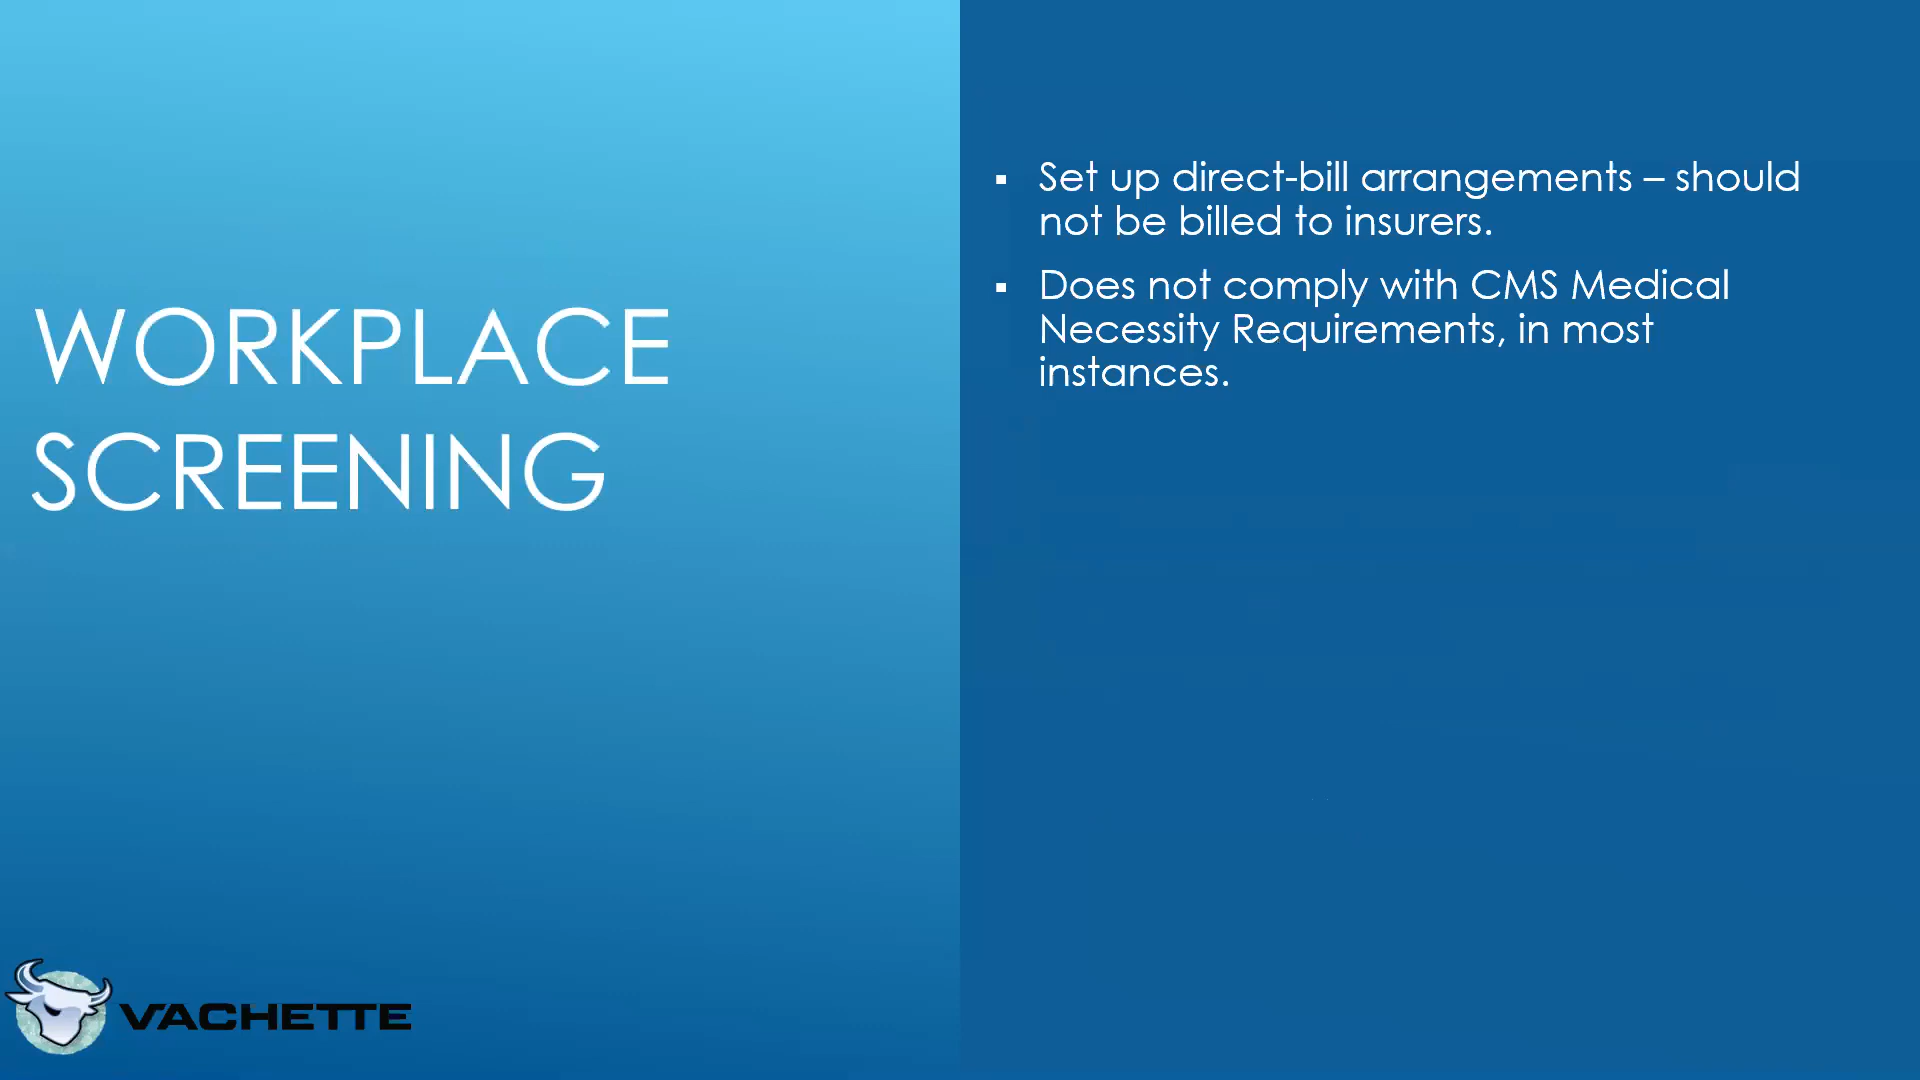 WORKPLACE
SCREENING
▪ Set up direct-bill arrangements – should
not be billed to insurers.
▪ Does not comply with CMS Medical
Necessity Requirements, in most
instances.
VACHETTE